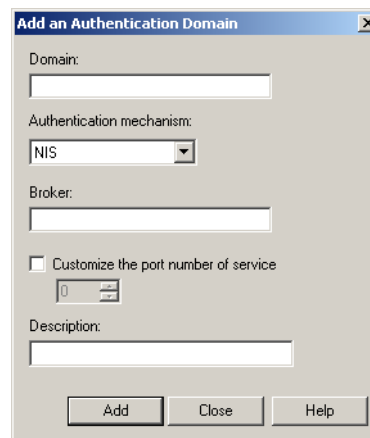 Add an Authentication Domain
Domain:
Authentication mechanism:
NIS
Broker:
Customize the port number of service
0
Description:
Add Close Help